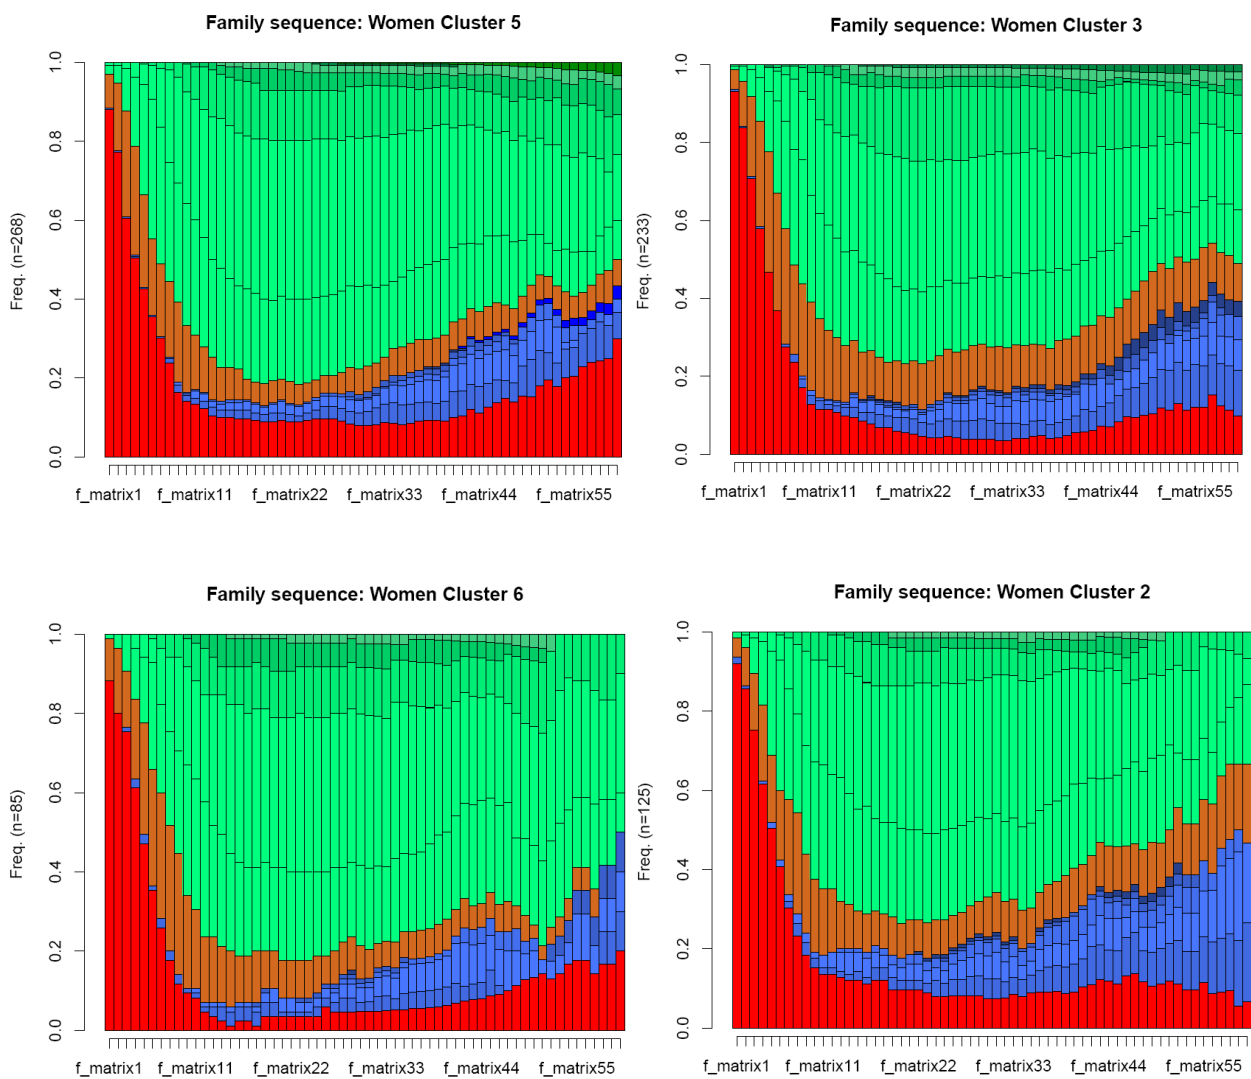 Family sequence: Women Cluster 5
Freq. (n=268)
0.0 0.2 0.4 0.6 0.8 1.0
f_matrix1 f_matrix11 f_matrix22 f_matrix33 f_matrix44 f_matrix55
Family sequence: Women Cluster 3
Freq. (n=233)
0.0 0.2 0.4 0.6 0.8 1.0
f_matrix1 f_matrix11 f_matrix22 f_matrix33 f_matrix44 f_matrix55
Family sequence: Women Cluster 6
Freq. (n=85)
0.0 0.2 0.4 0.6 0.8 1.0
f_matrix1 f_matrix11 f_matrix22 f_matrix33 f_matrix44 f_matrix55
Family sequence: Women Cluster 2
Freq. (n=125)
0.0 0.2 0.4 0.6 0.8 1.0
f_matrix1 f_matrix11 f_matrix22 f_matrix33 f_matrix44 f_matrix55